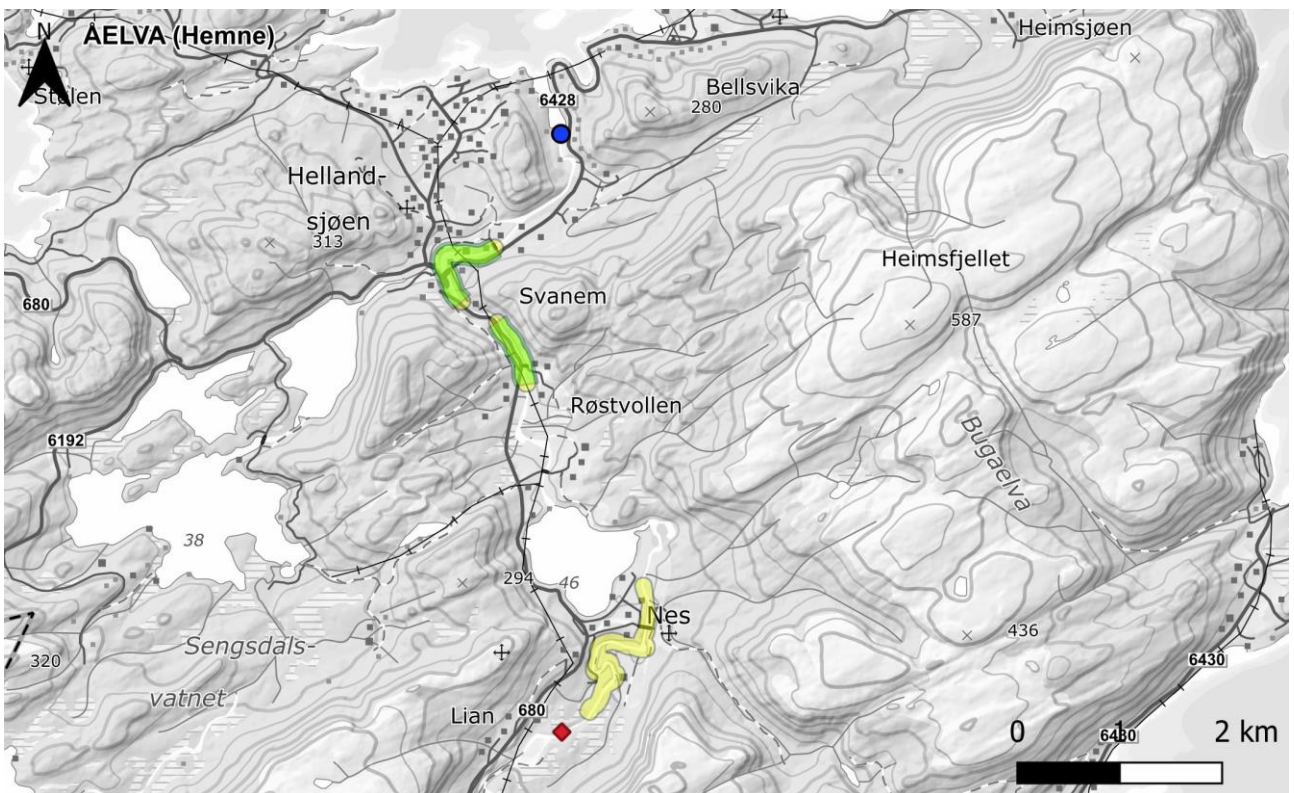 N
ÅELVA (Hemne)
Heimsjøen
Stølen
6428
Bellsvika
280
Helland-
sjøen
313
Heimsfjellet
680
Svanem
587
Røstvollen
6192
Bugaelva
38
294
46
Nes
436
Sengsdals-
vatnet
320
6430
Lian
680
6430
0
1
2 km